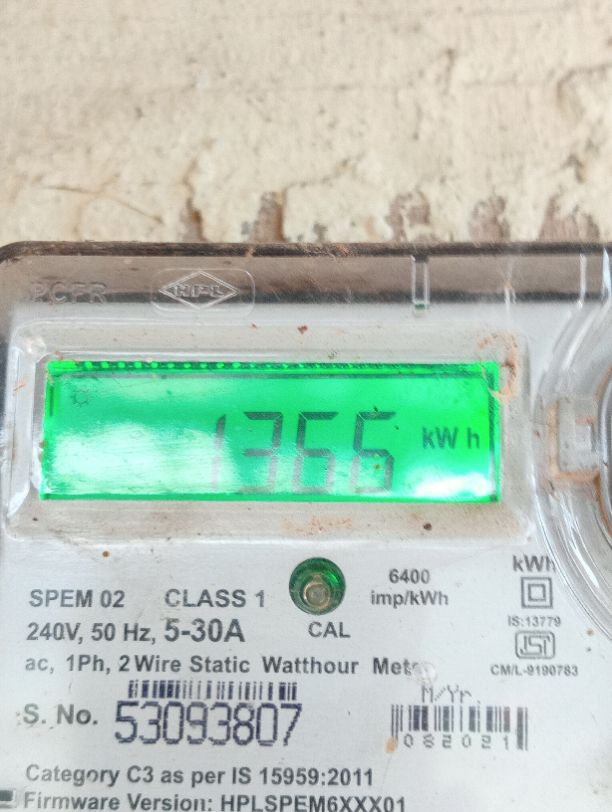 PCFR HPL
1366 kWh
SPEM 02 CLASS 1 6400 imp/kWh kWh
240V, 50 Hz, 5-30A CAL IS:13779
ac, 1Ph, 2 Wire Static Watthour CM/L-9190783
S. No. 53093807 M/Yr.
082021
Category C3 as per IS 15959:2011
Firmware Version: HPLSPEM6XXX01